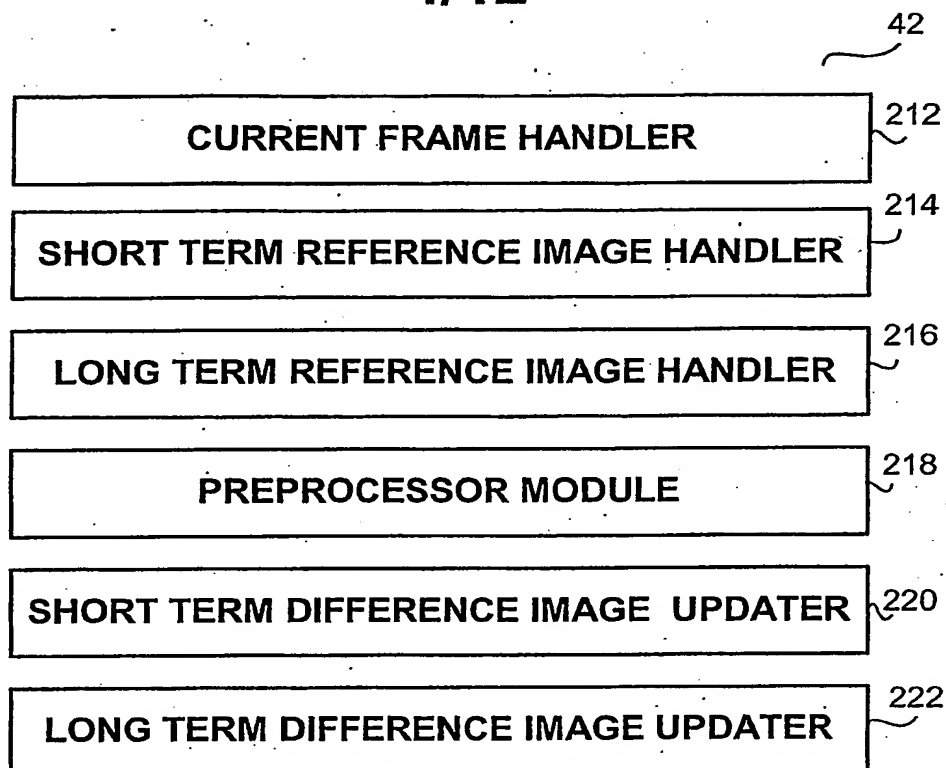 42
CURRENT FRAME HANDLER 212
SHORT TERM REFERENCE IMAGE HANDLER 214
LONG TERM REFERENCE IMAGE HANDLER 216
PREPROCESSOR MODULE 218
SHORT TERM DIFFERENCE IMAGE UPDATER 220
LONG TERM DIFFERENCE IMAGE UPDATER 222